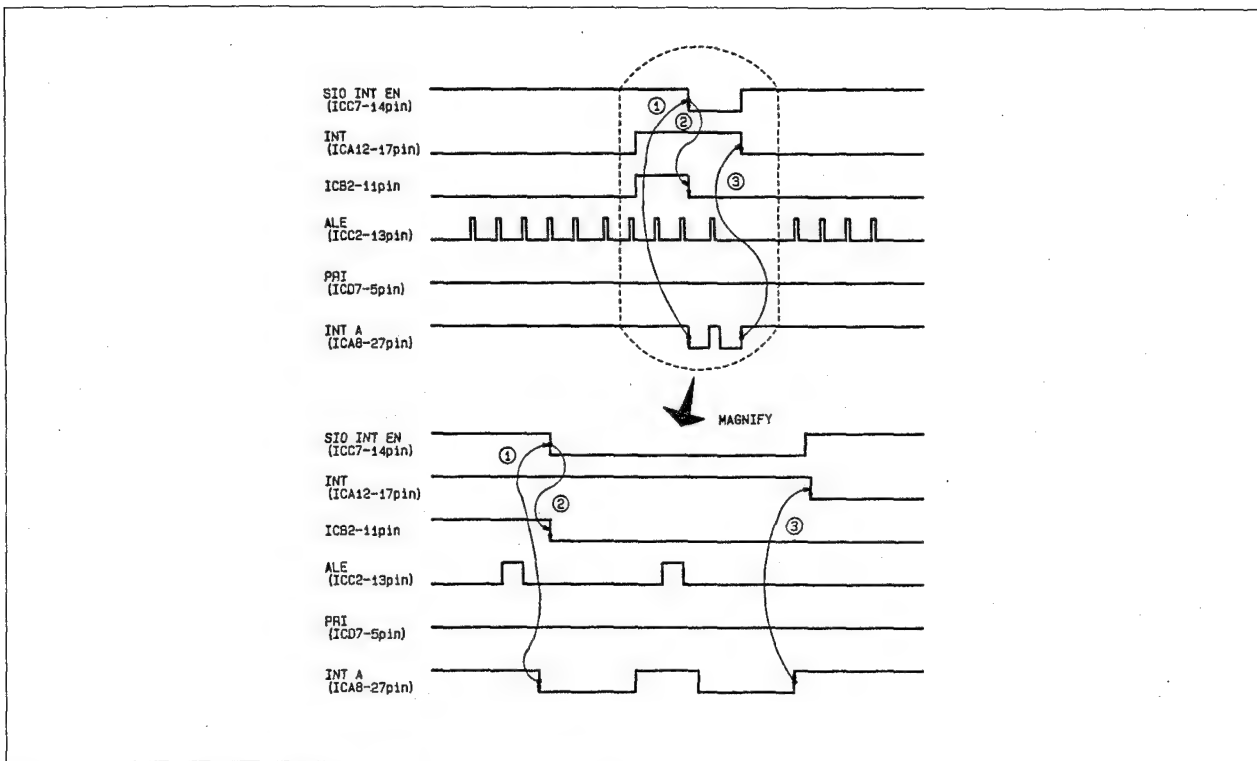 SIO INT EN
(ICC7-14pin)
①
②
INT
(ICA12-17pin)
③
ICB2-11pin
ALE
(ICC2-13pin)
PRI
(ICD7-5pin)
INT A
(ICA8-27pin)
MAGNIFY
SIO INT EN
(ICC7-14pin)
①
INT
(ICA12-17pin)
②
③
ICB2-11pin
ALE
(ICC2-13pin)
PRI
(ICD7-5pin)
INT A
(ICA8-27pin)